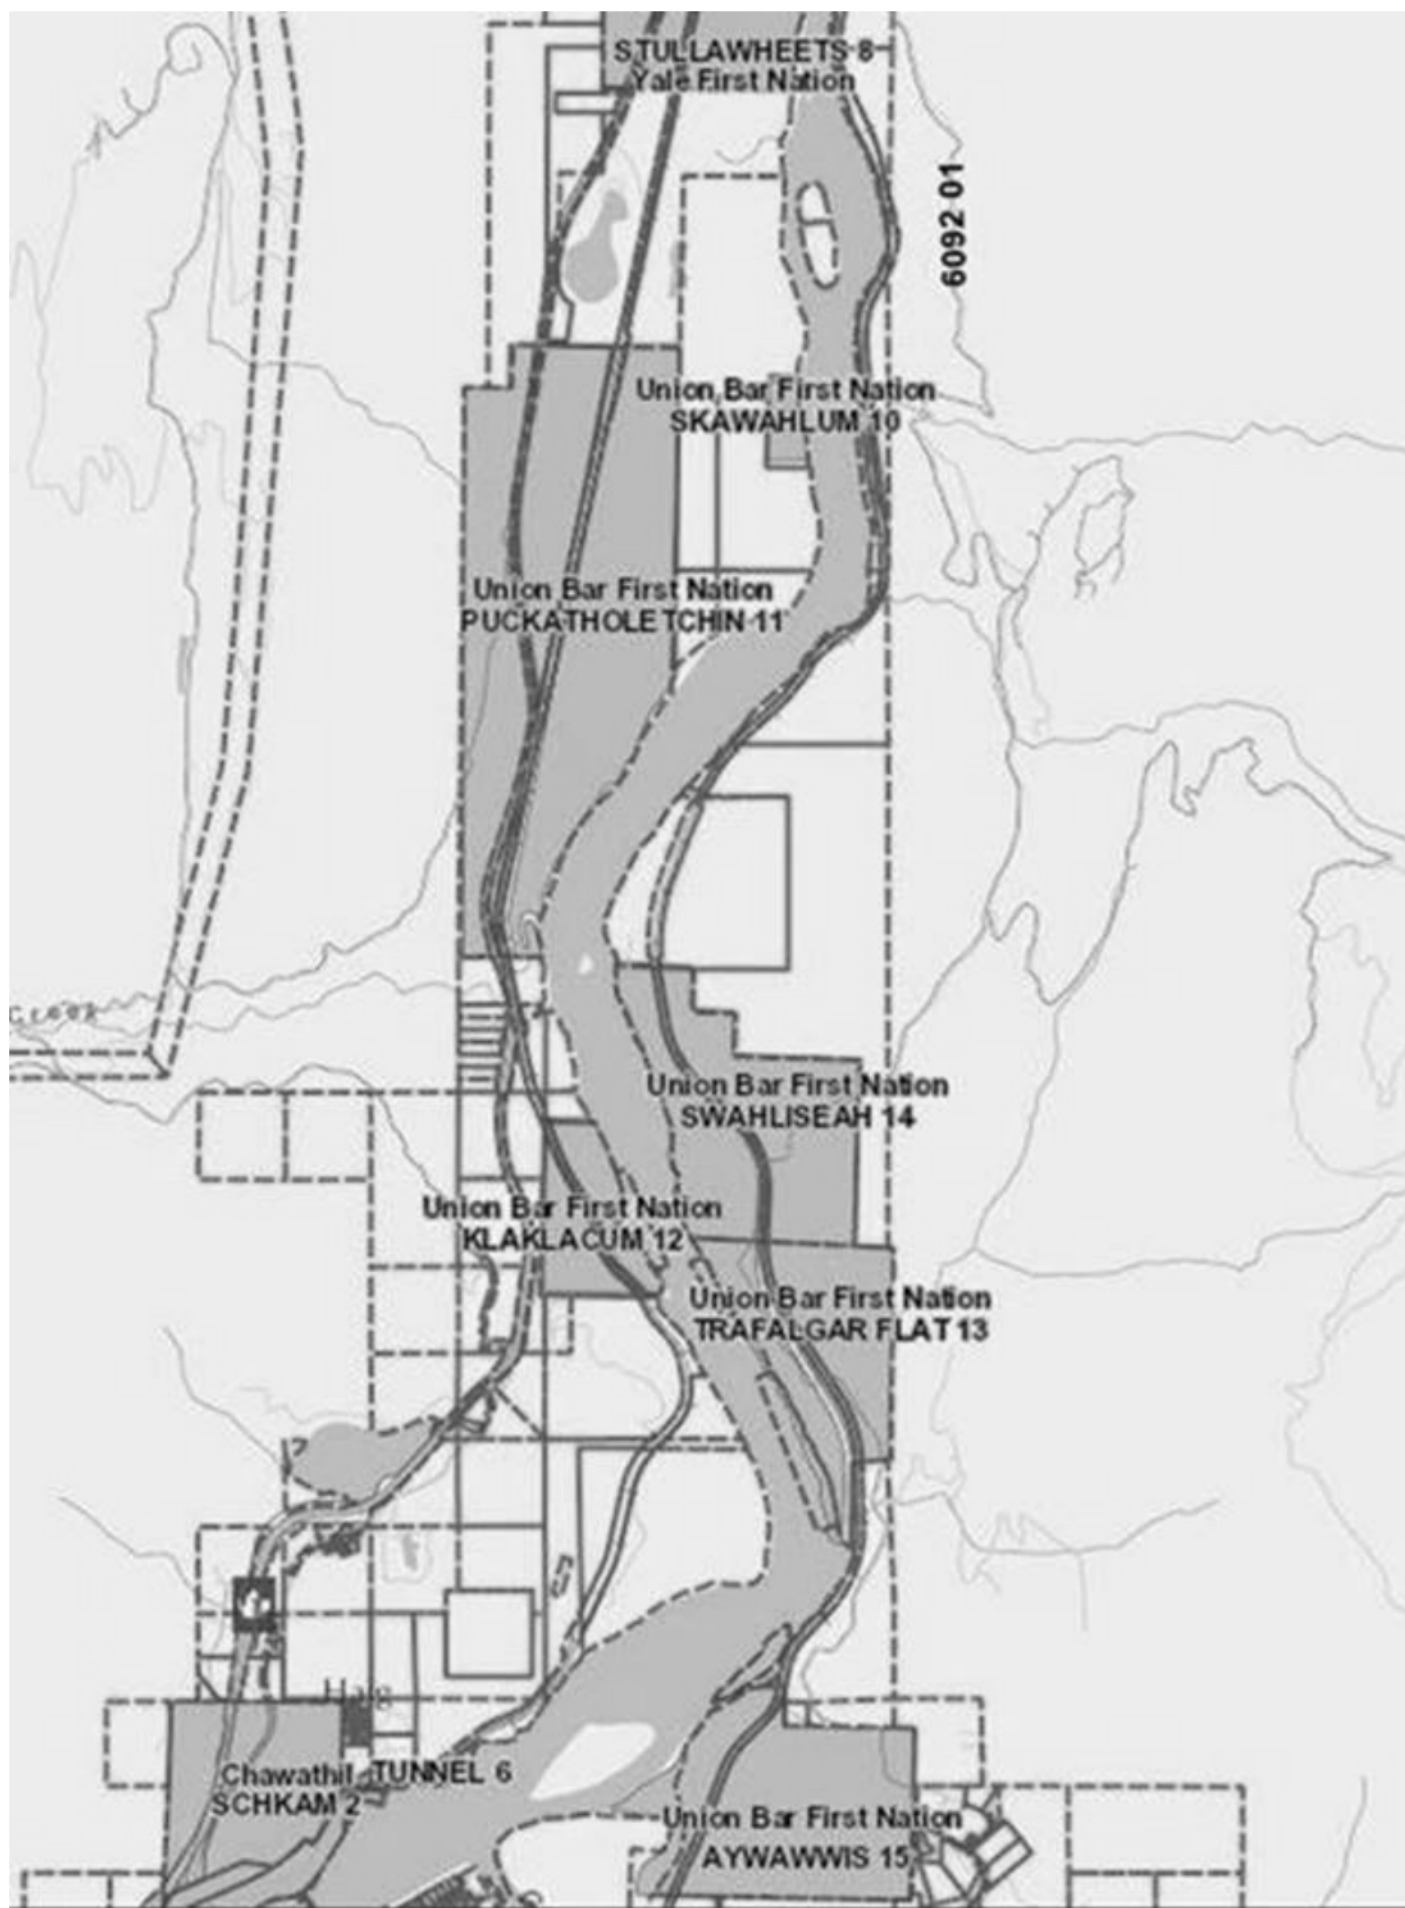 STULLAWHEETS 8
Yale First Nation
6092 01
Union Bar First Nation
SKAWAHLUM 10
Union Bar First Nation
PUCKATHOLETCHIN 11
Creek
Union Bar First Nation
SWAHLISEAH 14
Union Bar First Nation
KLAKLACUM 12
Union Bar First Nation
TRAFALGAR FLAT 13
Haig
Chawathil
SCHKAM 2
TUNNEL 6
Union Bar First Nation
AYWAWWIS 15